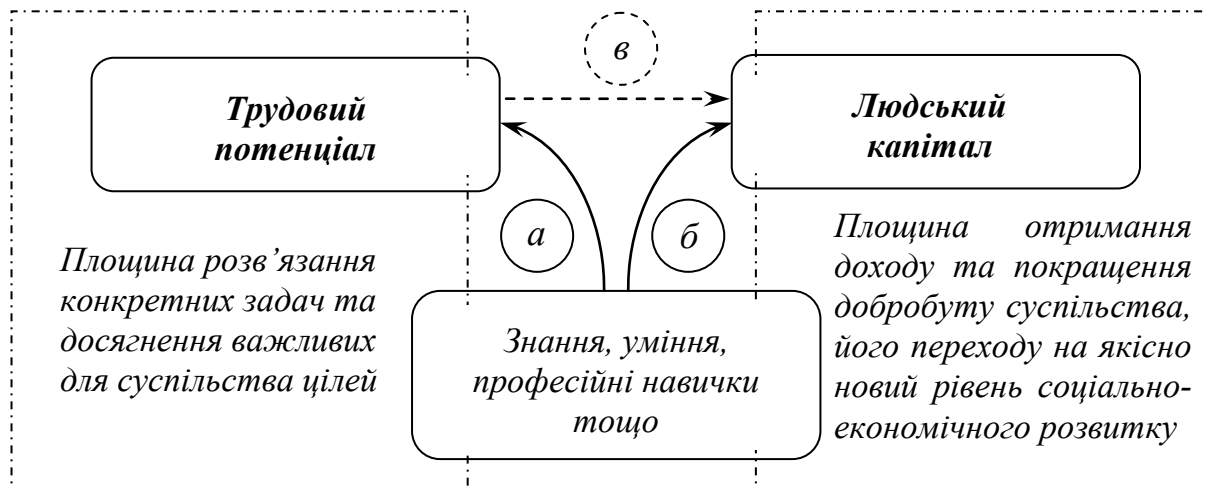 в
Трудовий
потенціал
Людський
капітал
а
б
Площина розв’язання
конкретних задач та
досягнення важливих
для суспільства цілей
Знання, уміння,
професійні навички
тощо
Площина отримання
доходу та покращення
добробуту суспільства,
його переходу на якісно
новий рівень соціально-
економічного розвитку